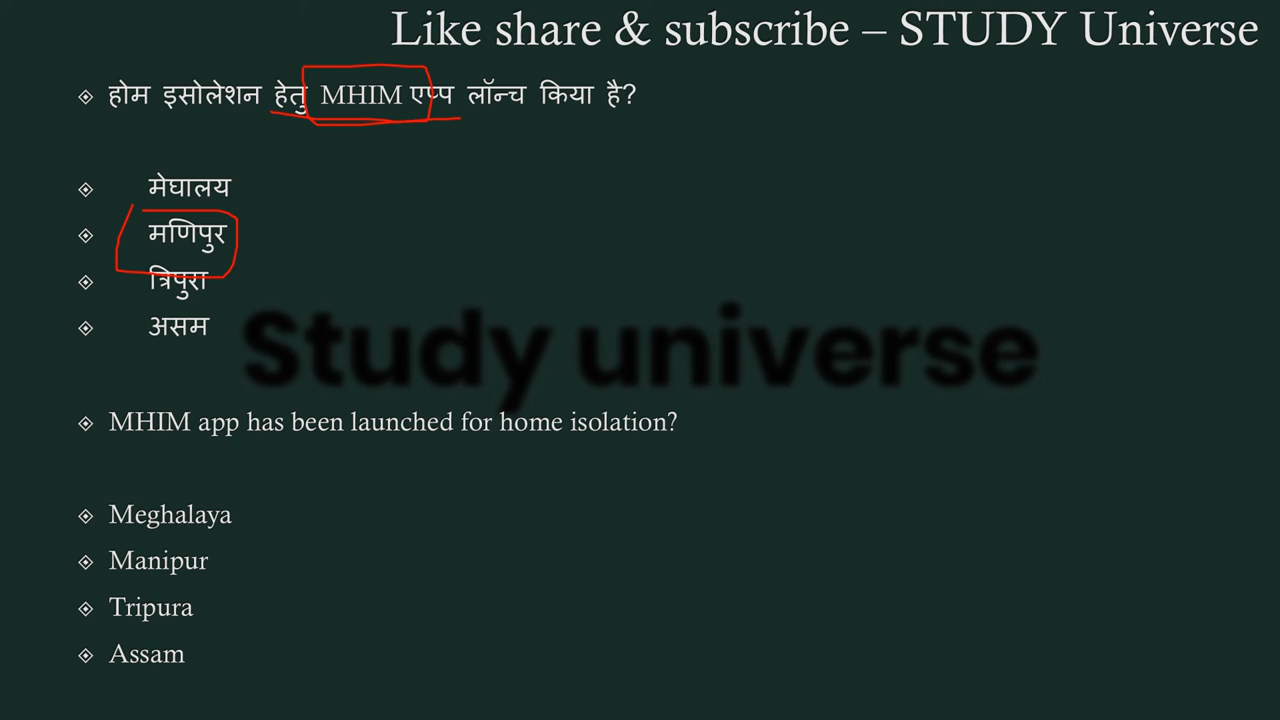 Like share & subscribe – STUDY Universe
होम इसोलेशन हेतु MHIM एप्प लॉन्च किया है?
मेघालय
मणिपुर
त्रिपुरा
असम
Study universe
MHIM app has been launched for home isolation?
Meghalaya
Manipur
Tripura
Assam